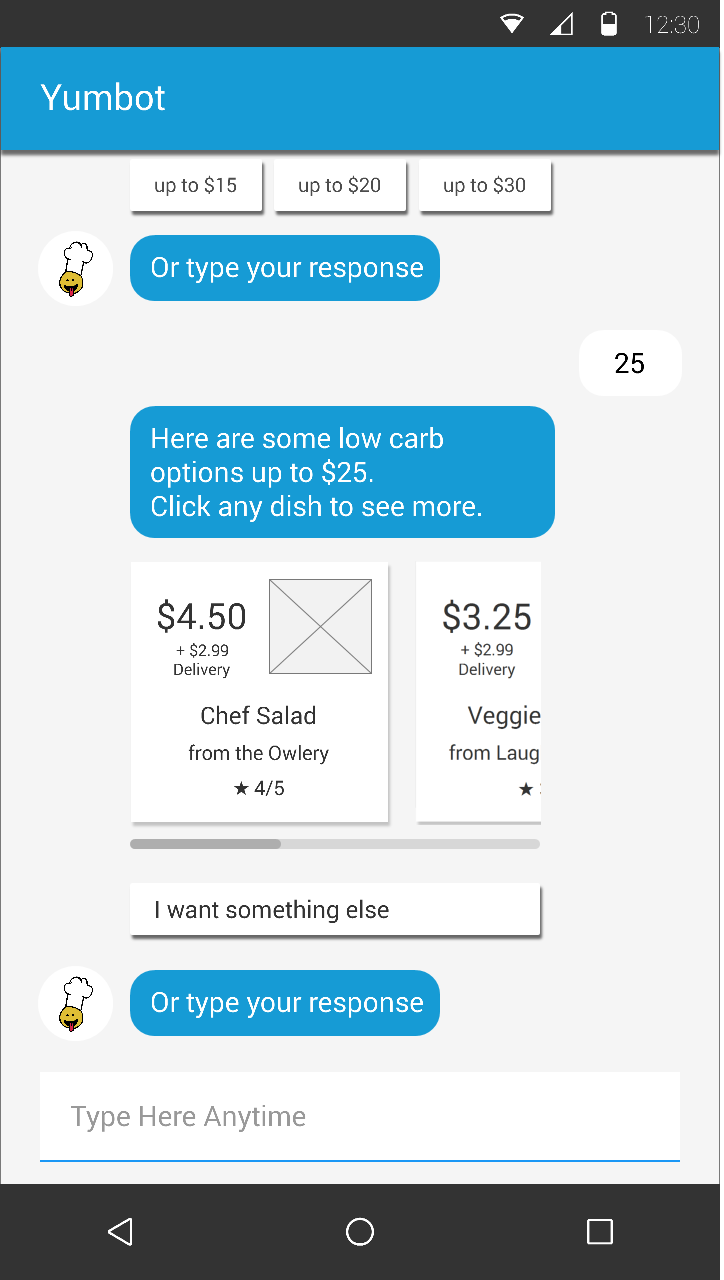 12:30
Yumbot
up to $15
up to $20
up to $30
Or type your response
25
Here are some low carb
options up to $25.
Click any dish to see more.
$4.50
+ $2.99
Delivery
Chef Salad
from the Owlery
★ 4/5
$3.25
+ $2.99
Delivery
Veggie
from Laug
★
I want something else
Or type your response
Type Here Anytime